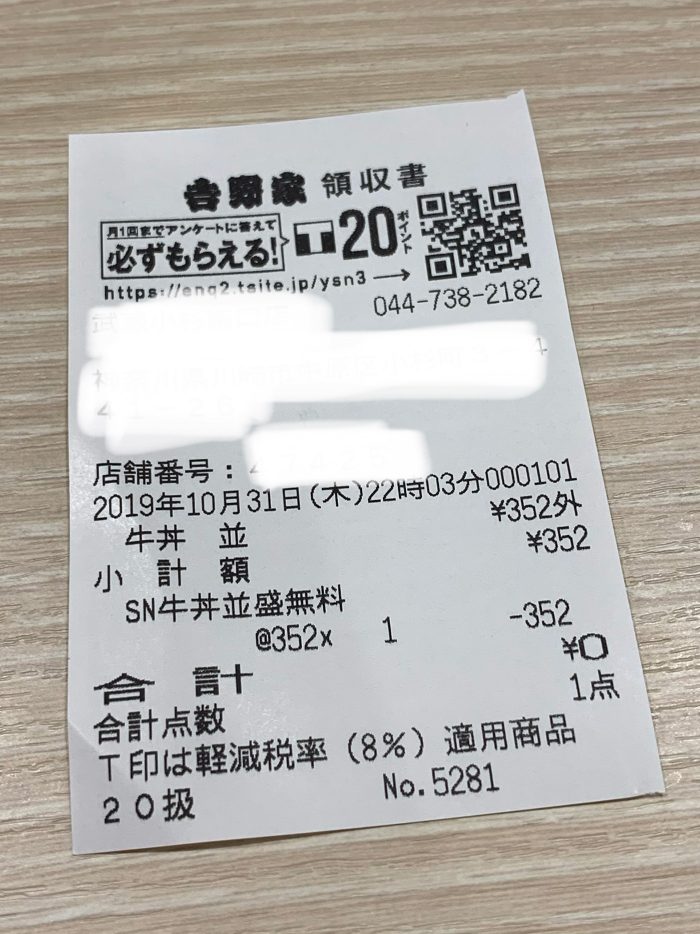 吉野家 領収書
月1回までアンケートに答えて
必ずもらえる!
T20ポイント
https://enq2.tsite.jp/ysn3 →
044-738-2182
店舗番号:
2019年10月31日(木)22時03分000101
牛丼 並 ¥352外
小 計 額 ¥352
SN牛丼並盛無料
@352x 1 -352
合 計 ¥0
合計点数 1点
T印は軽減税率(8%)適用商品
20扱 No.5281